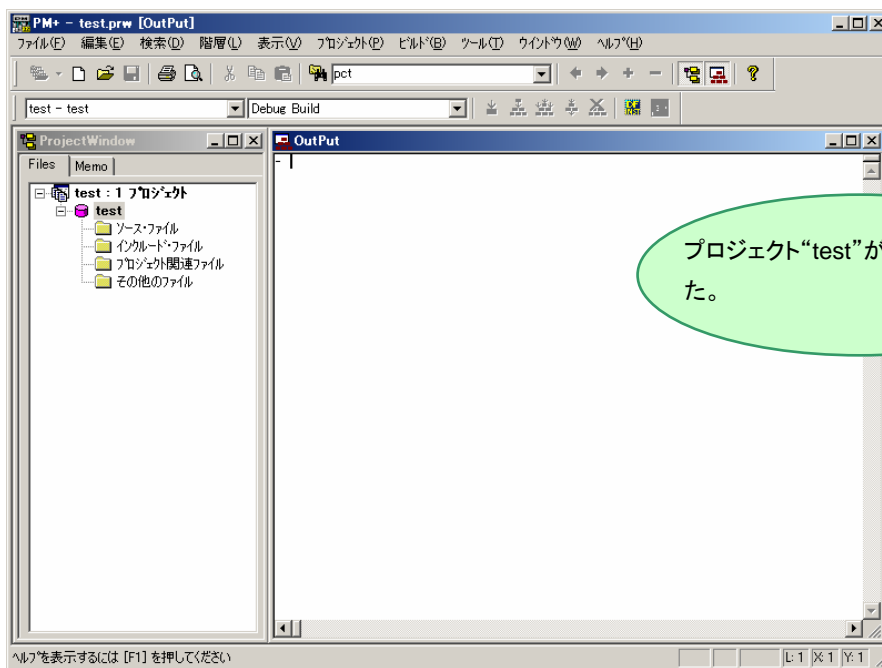 PM+ - test.prw [OutPut]
ﾌｧｲﾙ(F) 編集(E) 検索(D) 階層(L) 表示(V) ﾌﾟﾛｼﾞｪｸﾄ(P) ﾋﾞﾙﾄﾞ(B) ﾂｰﾙ(T) ｳｲﾝﾄﾞｳ(W) ﾍﾙﾌﾟ(H)
pct
test - test Debug Build
ProjectWindow
Files Memo
test : 1 ﾌﾟﾛｼﾞｪｸﾄ
test
ｿｰｽ･ﾌｧｲﾙ
ｲﾝｸﾙｰﾄﾞ･ﾌｧｲﾙ
ﾌﾟﾛｼﾞｪｸﾄ関連ﾌｧｲﾙ
その他のﾌｧｲﾙ
OutPut
プロジェクト“test”が
た。
ﾍﾙﾌﾟを表示するには [F1] を押してください
L: 1 X: 1 Y: 1